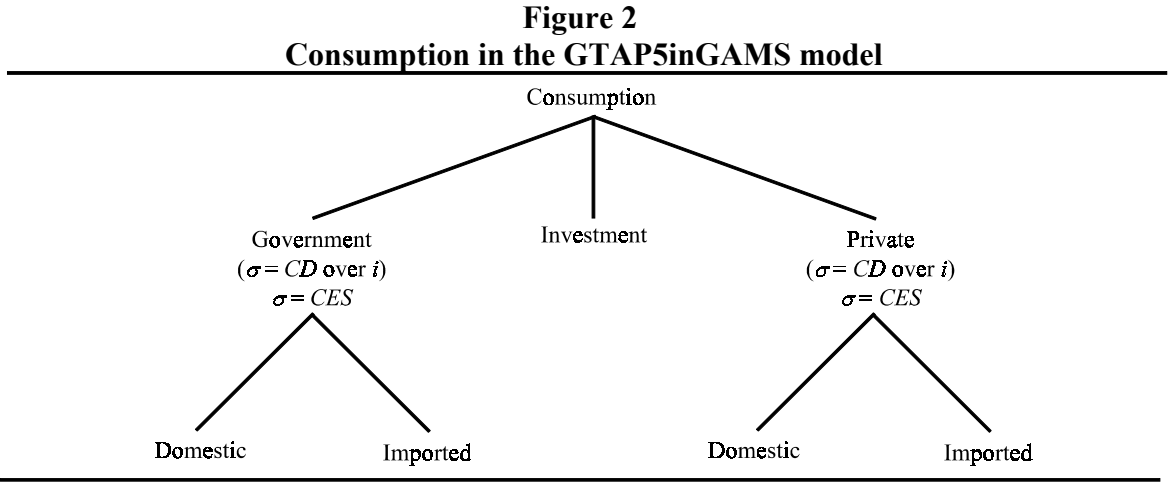 Figure 2
Consumption in the GTAP5inGAMS model
Consumption
Government
(σ = CD over i)
σ = CES
Investment
Private
(σ = CD over i)
σ = CES
Domestic
Imported
Domestic
Imported